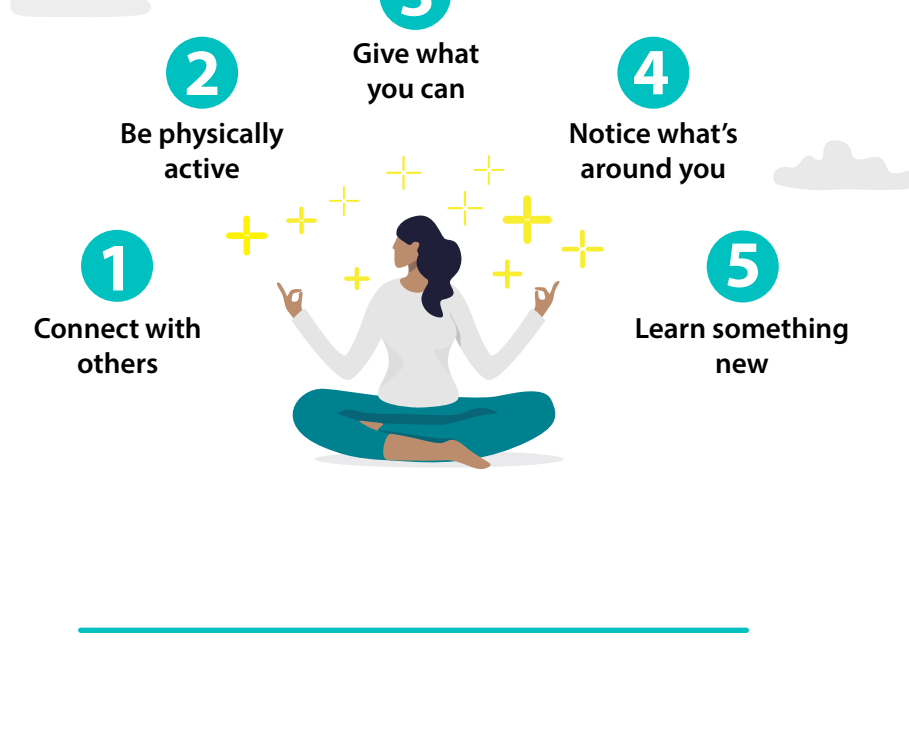 3
Give what
you can
2
Be physically
active
4
Notice what's
around you
1
Connect with
others
5
Learn something
new